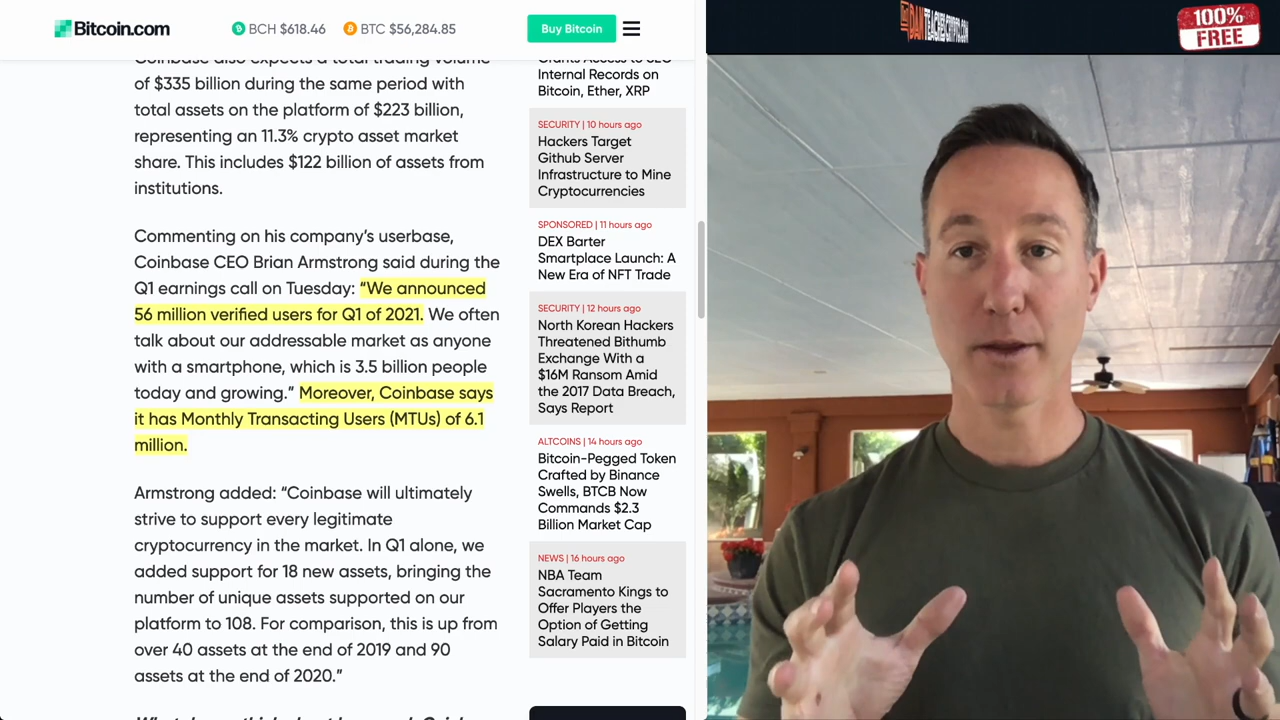 Bitcoin.com
BCH $618.46
BTC $56,284.85
Buy Bitcoin
DANTEACHESCRYPTO.COM
100%
FREE
Coinbase also expects a total trading volume
of $335 billion during the same period with
total assets on the platform of $223 billion,
representing an 11.3% crypto asset market
share. This includes $122 billion of assets from
institutions.
Commenting on his company’s userbase,
Coinbase CEO Brian Armstrong said during the
Q1 earnings call on Tuesday: “We announced
56 million verified users for Q1 of 2021. We often
talk about our addressable market as anyone
with a smartphone, which is 3.5 billion people
today and growing.” Moreover, Coinbase says
it has Monthly Transacting Users (MTUs) of 6.1
million.
Armstrong added: “Coinbase will ultimately
strive to support every legitimate
cryptocurrency in the market. In Q1 alone, we
added support for 18 new assets, bringing the
number of unique assets supported on our
platform to 108. For comparison, this is up from
over 40 assets at the end of 2019 and 90
assets at the end of 2020.”
Grants Access to SEC
Internal Records on
Bitcoin, Ether, XRP
SECURITY | 10 hours ago
Hackers Target
Github Server
Infrastructure to Mine
Cryptocurrencies
SPONSORED | 11 hours ago
DEX Barter
Smartplace Launch: A
New Era of NFT Trade
SECURITY | 12 hours ago
North Korean Hackers
Threatened Bithumb
Exchange With a
$16M Ransom Amid
the 2017 Data Breach,
Says Report
ALTCOINS | 14 hours ago
Bitcoin-Pegged Token
Crafted by Binance
Swells, BTCB Now
Commands $2.3
Billion Market Cap
NEWS | 16 hours ago
NBA Team
Sacramento Kings to
Offer Players the
Option of Getting
Salary Paid in Bitcoin